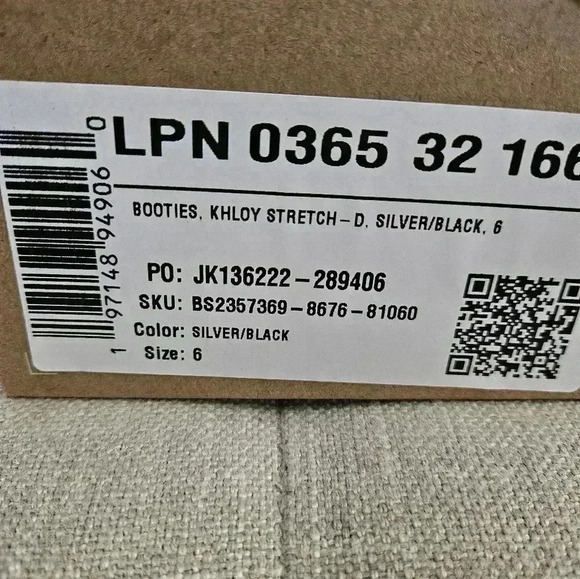 LPN 0365 32 166
BOOTIES, KHLOY STRETCH-D, SILVER/BLACK, 6
PO: JK136222-289406
SKU: BS2357369-8676-81060
Color: SILVER/BLACK
Size: 6
1 97148 94906 0